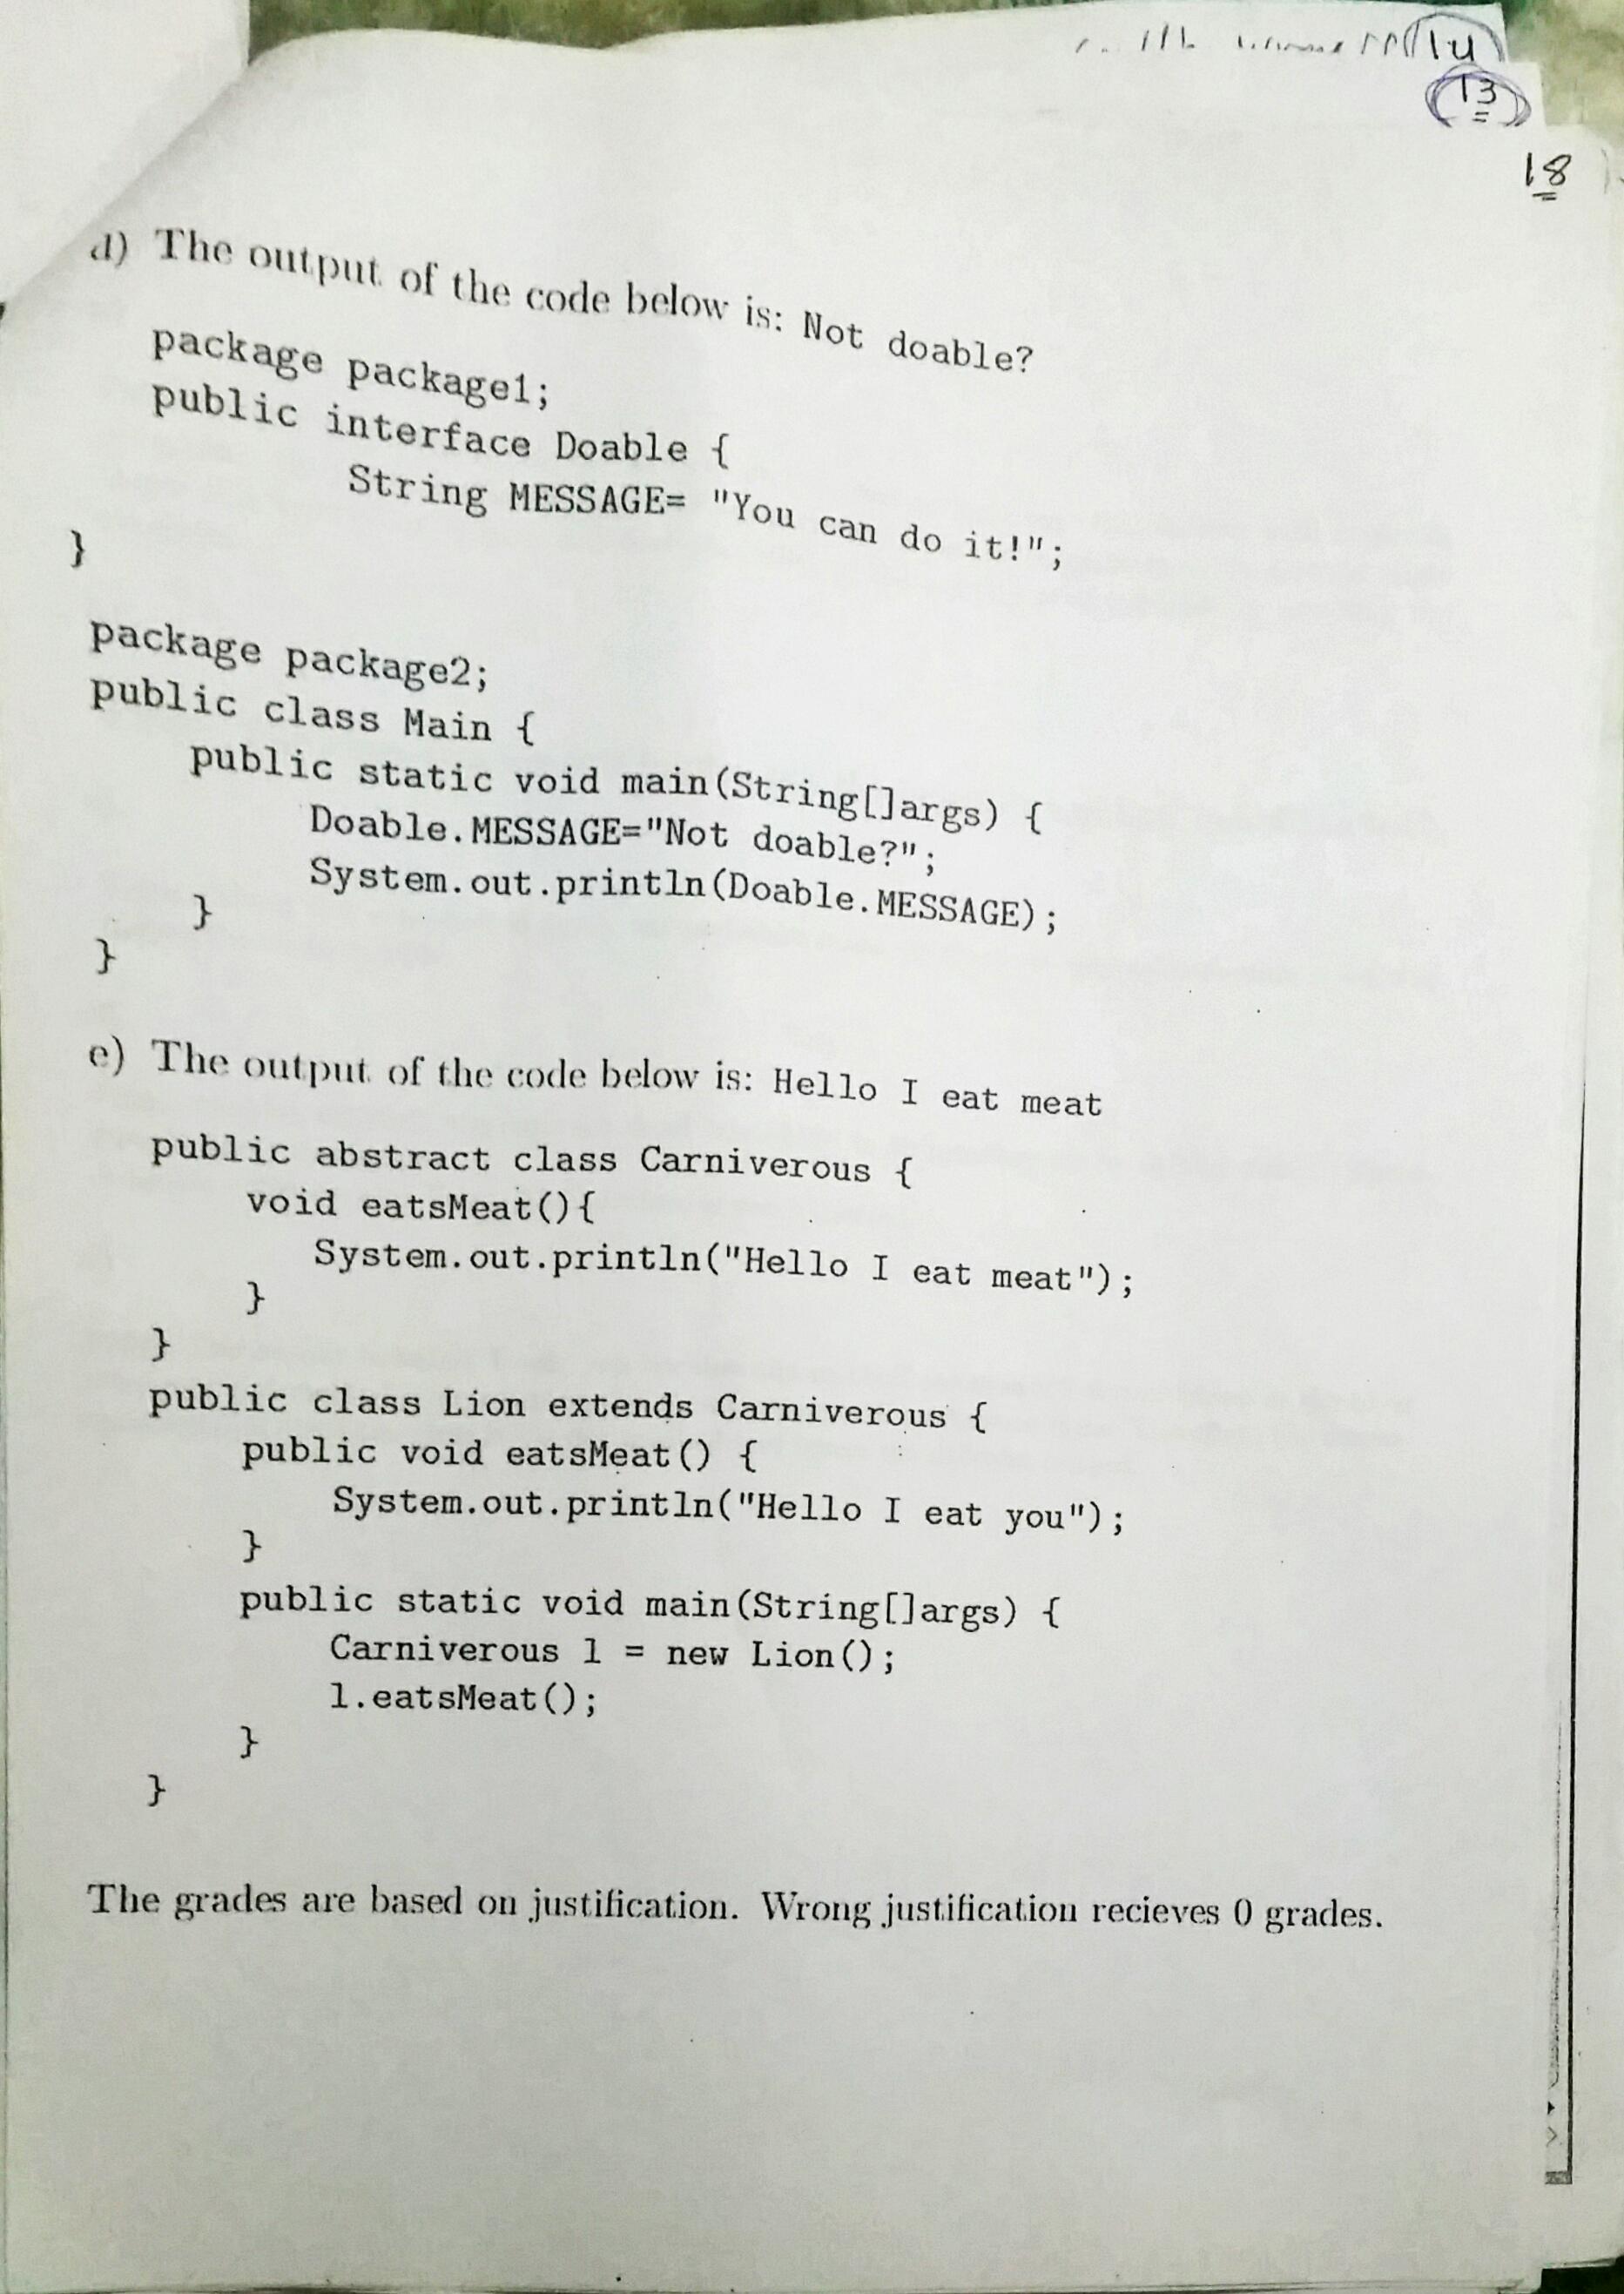 14
13
18
d) The output of the code below is: Not doable?
package package1;
public interface Doable {
String MESSAGE= "You can do it!";
}
package package2;
public class Main {
public static void main(String[]args) {
Doable.MESSAGE="Not doable?";
System.out.println(Doable.MESSAGE);
}
}
e) The output of the code below is: Hello I eat meat
public abstract class Carniverous {
void eatsMeat(){
System.out.println("Hello I eat meat");
}
}
public class Lion extends Carniverous {
public void eatsMeat() {
System.out.println("Hello I eat you");
}
public static void main(String[]args) {
Carniverous l = new Lion();
l.eatsMeat();
}
}
The grades are based on justification. Wrong justification recieves 0 grades.